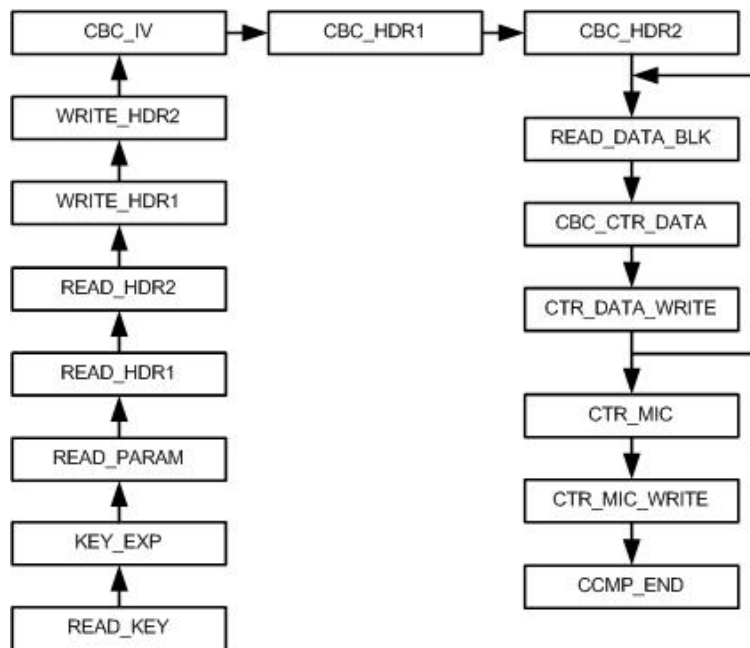 CBC_IV
CBC_HDR1
CBC_HDR2
WRITE_HDR2
READ_DATA_BLK
WRITE_HDR1
CBC_CTR_DATA
READ_HDR2
CTR_DATA_WRITE
READ_HDR1
CTR_MIC
READ_PARAM
CTR_MIC_WRITE
KEY_EXP
CCMP_END
READ_KEY